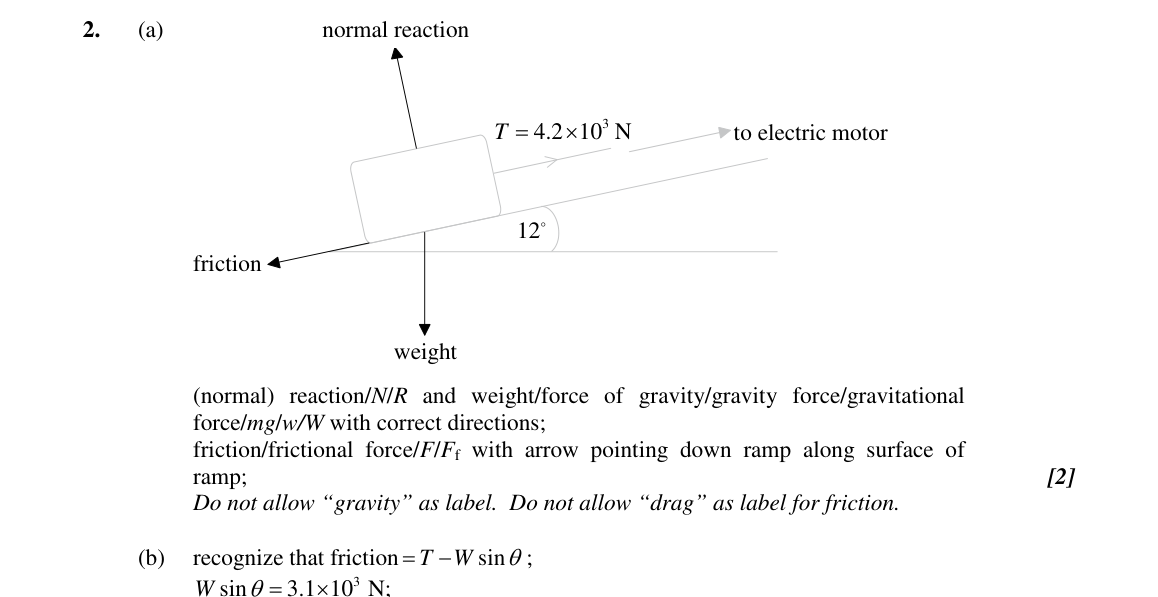 2. (a)
normal reaction
T = 4.2×10³ N
to electric motor
12°
friction
weight
(normal) reaction/N/R and weight/force of gravity/gravity force/gravitational
force/mg/w/W with correct directions;
friction/frictional force/F/F_f with arrow pointing down ramp along surface of
ramp; [2]
Do not allow “gravity” as label. Do not allow “drag” as label for friction.
(b) recognize that friction = T − W sin θ ;
W sin θ = 3.1×10³ N;